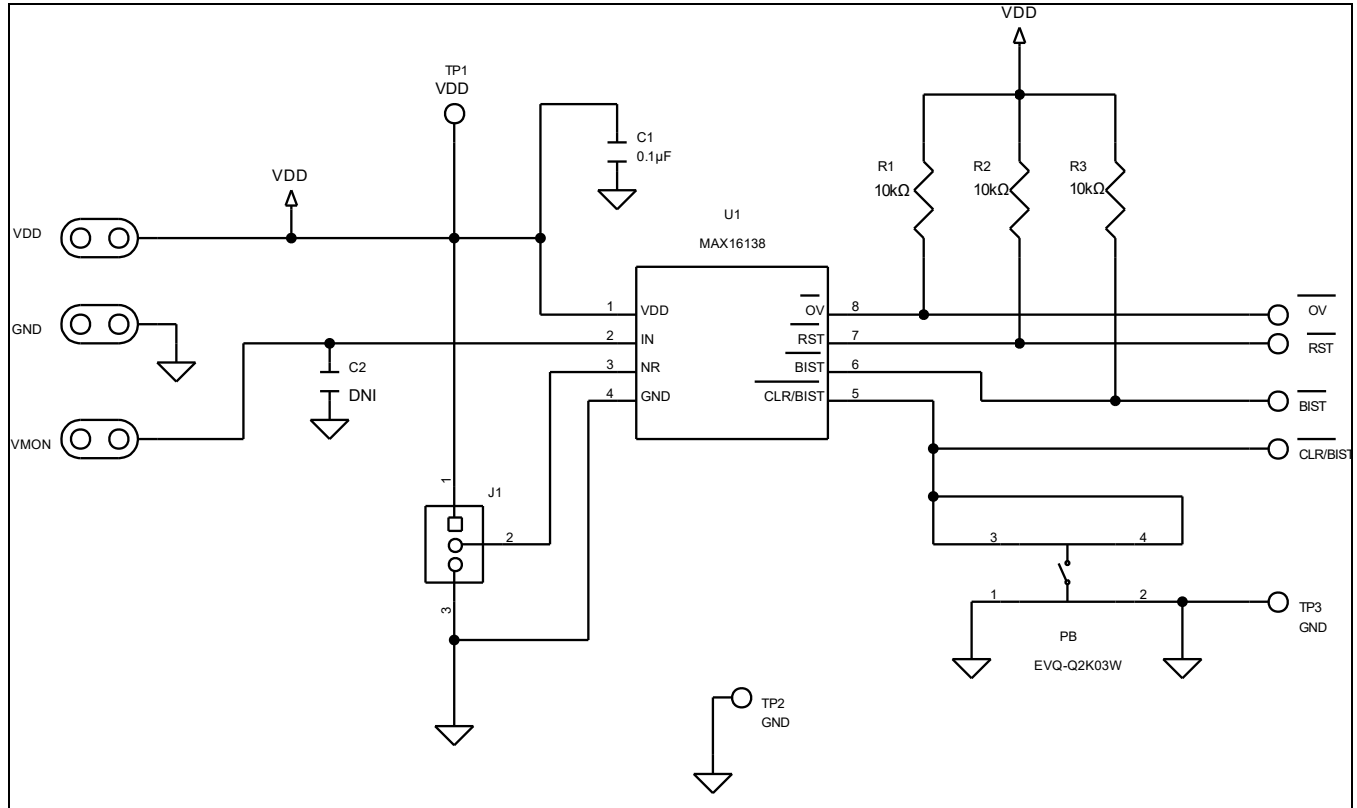 VDD
TP1
VDD
C1
0.1µF
R1
10kΩ
R2
10kΩ
R3
10kΩ
VDD
VDD
U1
MAX16138
GND
1
VDD
OV
8
OV
2
IN
RST
7
RST
3
NR
BIST
6
4
GND
CLR/BIST
5
BIST
C2
DNI
VMON
CLR/BIST
1
J1
2
3
3
4
1
2
TP3
GND
PB
EVQ-Q2K03W
TP2
GND